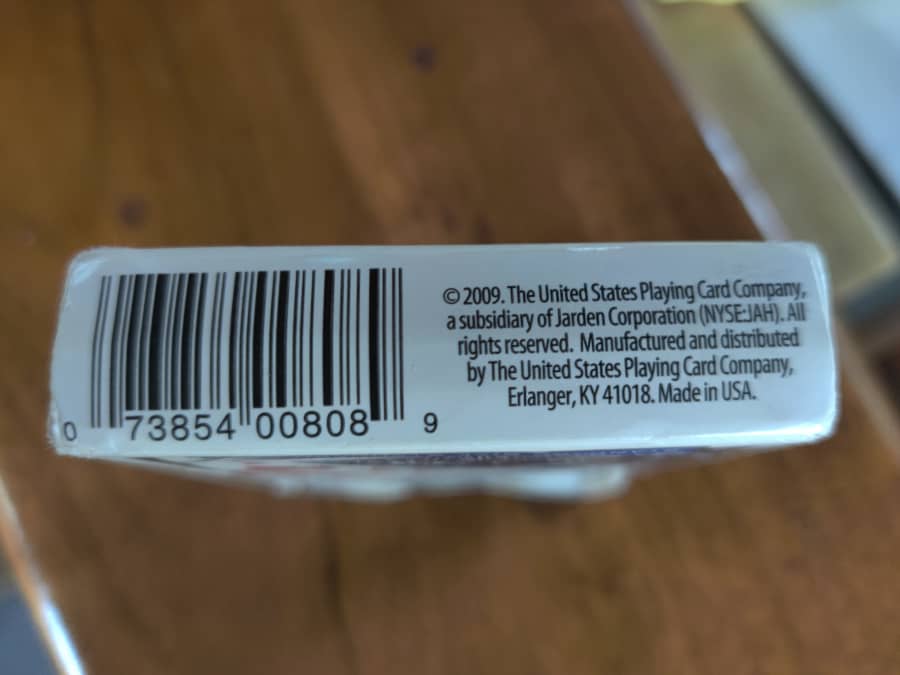 0 73854 00808 9
© 2009. The United States Playing Card Company,
a subsidiary of Jarden Corporation (NYSE:JAH). All
rights reserved. Manufactured and distributed
by The United States Playing Card Company,
Erlanger, KY 41018. Made in USA.